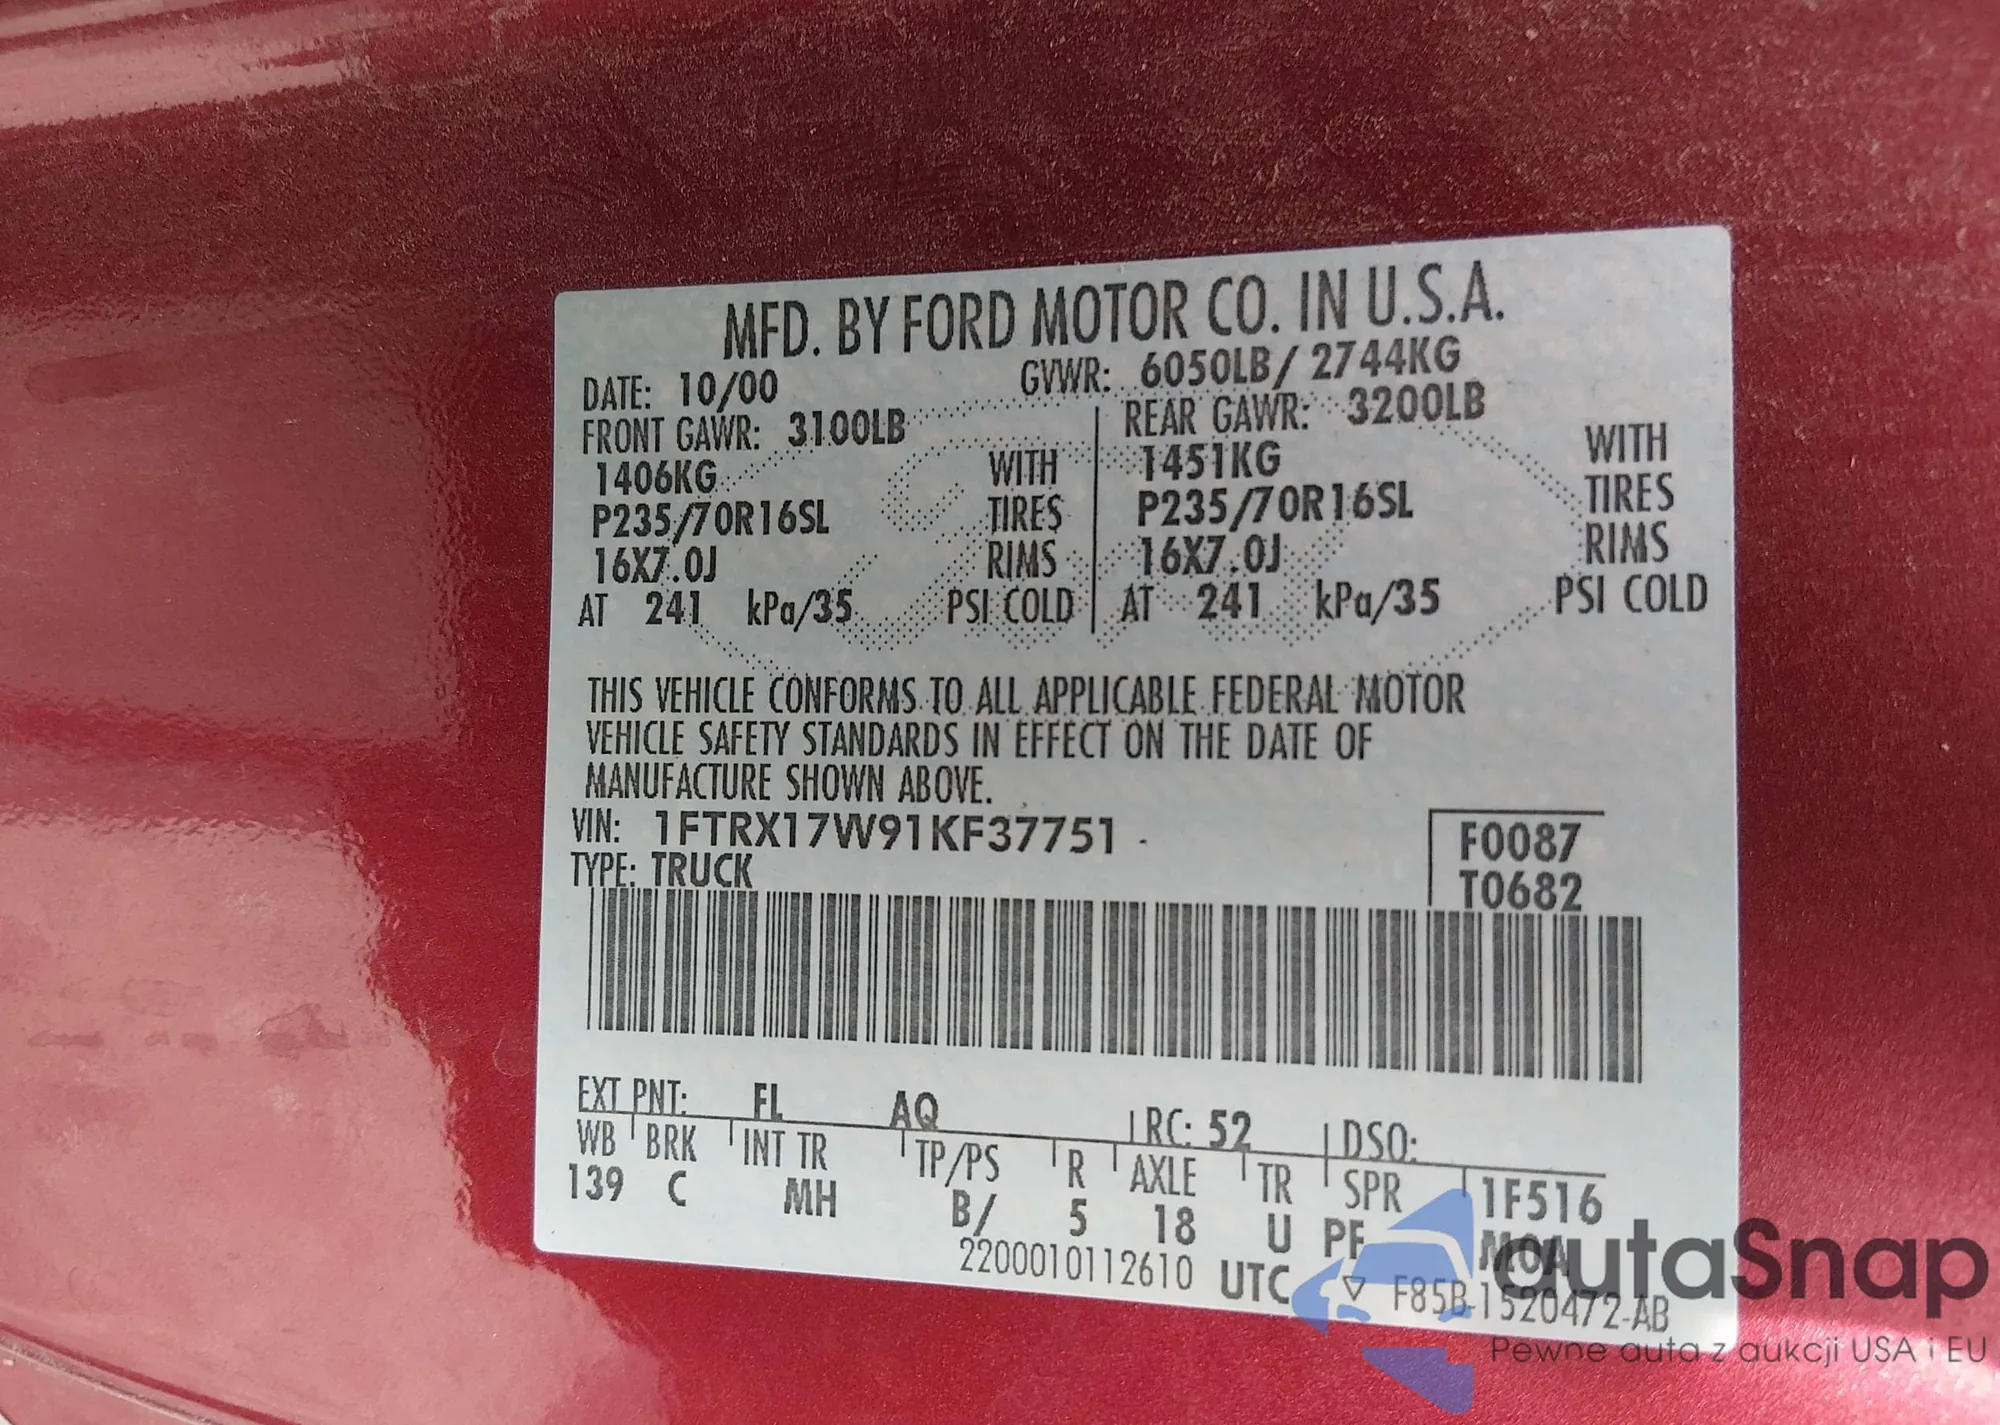 MFD. BY FORD MOTOR CO. IN U.S.A.
DATE: 10/00 GVWR: 6050LB/ 2744KG
FRONT GAWR: 3100LB REAR GAWR: 3200LB
1406KG WITH 1451KG WITH
P235/70R16SL TIRES P235/70R16SL TIRES
16X7.0J RIMS 16X7.0J RIMS
AT 241 kPa/35 PSI COLD AT 241 kPa/35 PSI COLD
THIS VEHICLE CONFORMS TO ALL APPLICABLE FEDERAL MOTOR
VEHICLE SAFETY STANDARDS IN EFFECT ON THE DATE OF
MANUFACTURE SHOWN ABOVE.
VIN: 1FTRX17W91KF37751 F0087
TYPE: TRUCK T0682
EXT PNT: FL AQ RC: 52 DSO:
WB BRK INT TR TP/PS R AXLE TR SPR 1F516
139 C MH B/ 5 18 U PF M0A
2200010112610 UTC F85B-1520472-AB
autaSnap
Pewne auta z aukcji USA i EU